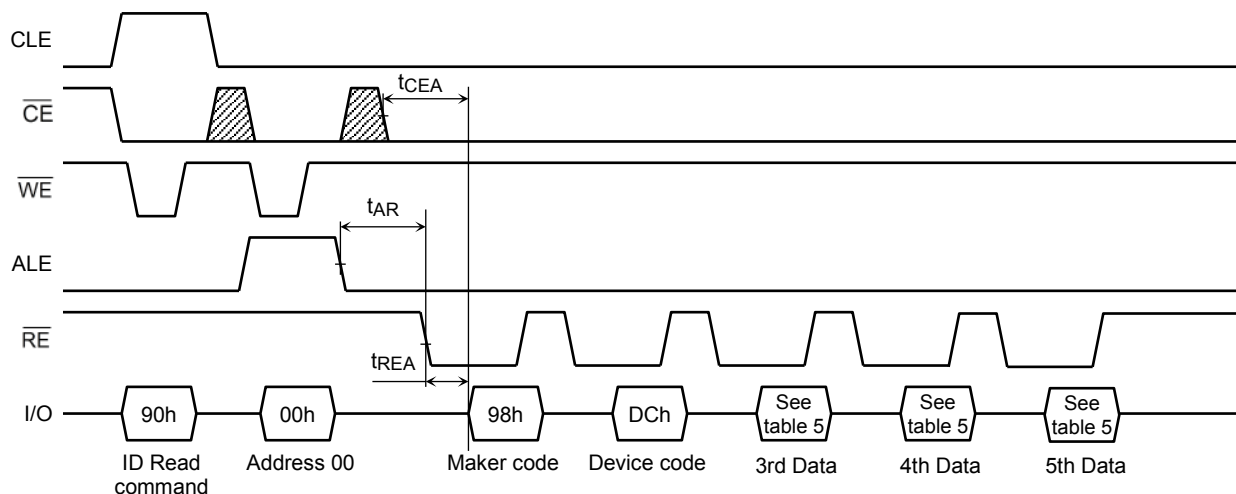 CLE
tCEA
CE
WE
tAR
ALE
RE
tREA
I/O
90h
00h
98h
DCh
See
table 5
See
table 5
See
table 5
ID Read
command
Address 00
Maker code
Device code
3rd Data
4th Data
5th Data